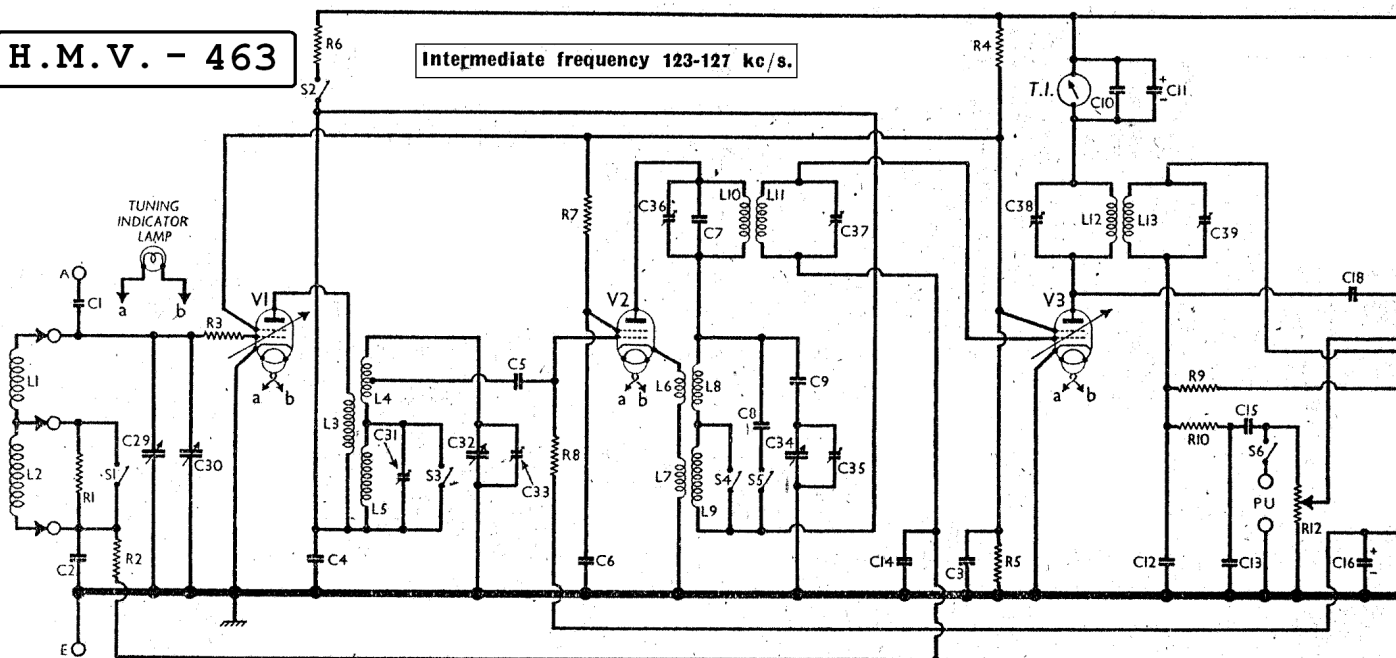 H.M.V. - 463
Intermediate frequency 123-127 kc/s.
R6
S2
R4
T.I.
C10
+
C11
-
TUNING
INDICATOR
LAMP
a
b
A
C1
R7
C36
C7
L10
L11
C37
C38
L12
L13
C39
C18
V1
V2
V3
R3
a
b
L1
L2
R1
S1
C29
C30
C2
R2
L3
L4
L5
C31
S3
C32
C33
C4
C5
R8
C6
a
b
L6
L7
L8
L9
C8
C9
S4
S5
C34
C35
C14
C3
R5
a
b
R9
R10
C15
S6
PU
R12
C12
C13
C16
+
-
E